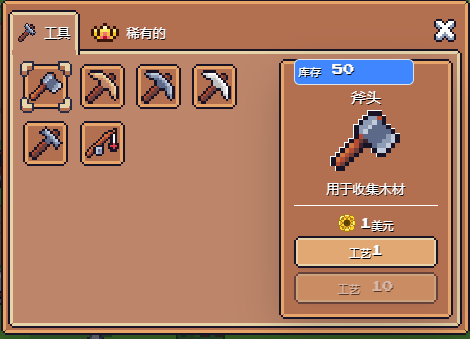 工具
稀有的
库存 50
斧头
用于收集木材
1美元
工艺1
工艺 10